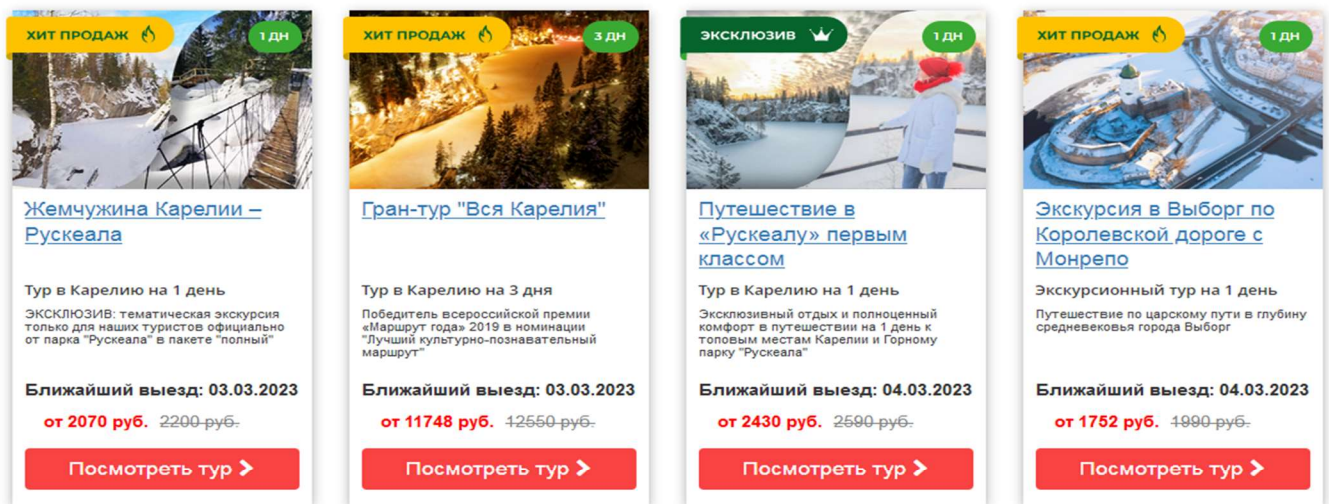 ХИТ ПРОДАЖ
1 ДН
Жемчужина Карелии –
Рускеала
Тур в Карелию на 1 день
ЭКСКЛЮЗИВ: тематическая экскурсия
только для наших туристов официально
от парка "Рускеала" в пакете "полный"
Ближайший выезд: 03.03.2023
от 2070 руб. 2200 руб.
Посмотреть тур
ХИТ ПРОДАЖ
3 ДН
Гран-тур "Вся Карелия"
Тур в Карелию на 3 дня
Победитель всероссийской премии
«Маршрут года» 2019 в номинации
"Лучший культурно-познавательный
маршрут"
Ближайший выезд: 03.03.2023
от 11748 руб. 12550 руб.
Посмотреть тур
ЭКСКЛЮЗИВ
1 ДН
Путешествие в
«Рускеалу» первым
классом
Тур в Карелию на 1 день
Эксклюзивный отдых и полноценный
комфорт в путешествии на 1 день к
топовым местам Карелии и Горному
парку "Рускеала"
Ближайший выезд: 04.03.2023
от 2430 руб. 2590 руб.
Посмотреть тур
ХИТ ПРОДАЖ
1 ДН
Экскурсия в Выборг по
Королевской дороге с
Монрепо
Экскурсионный тур на 1 день
Путешествие по царскому пути в глубину
средневековья города Выборг
Ближайший выезд: 04.03.2023
от 1752 руб. 1990 руб.
Посмотреть тур